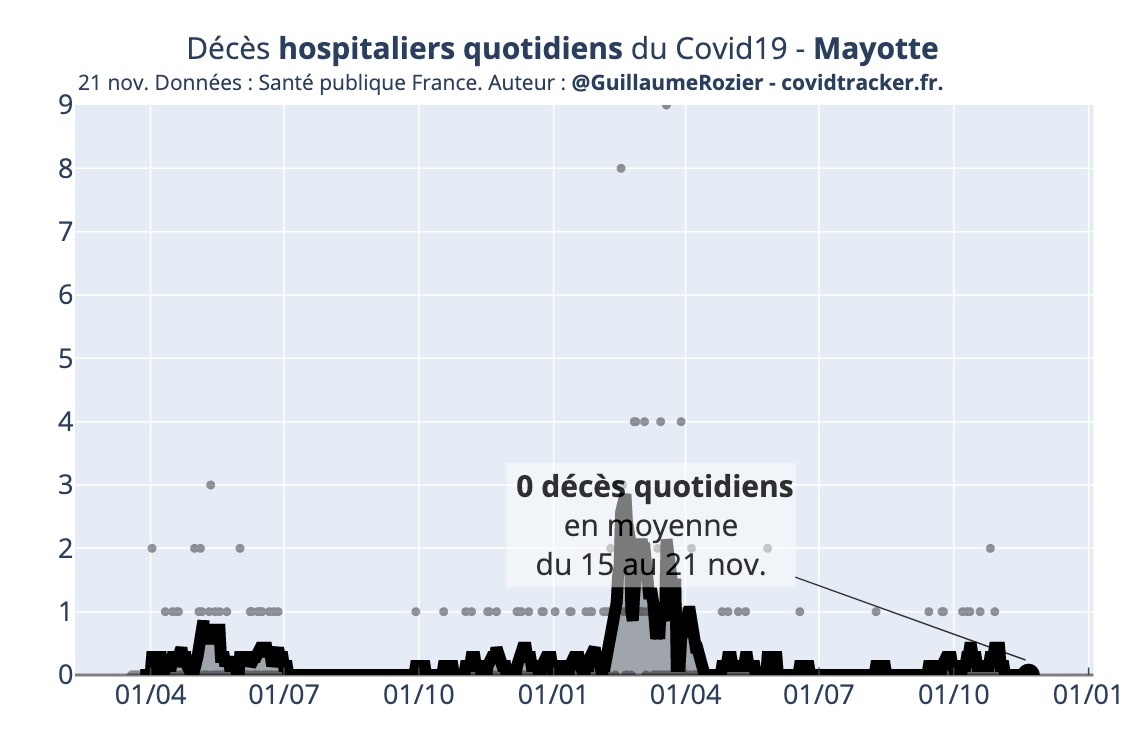 Décès hospitaliers quotidiens du Covid19 - Mayotte
21 nov. Données : Santé publique France. Auteur : @GuillaumeRozier - covidtracker.fr.
9
8
7
6
5
4
3
2
1
0
0 décès quotidiens
en moyenne
du 15 au 21 nov.
01/04 01/07 01/10 01/01 01/04 01/07 01/10 01/01